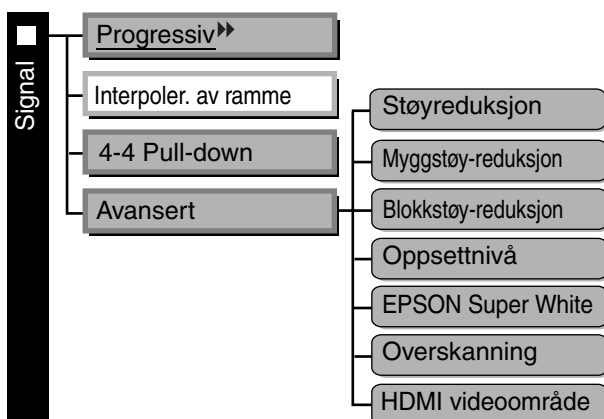 Signal
Progressiv
Interpoler. av ramme
4-4 Pull-down
Avansert
Støyreduksjon
Myggstøy-reduksjon
Blokkstøy-reduksjon
Oppsettnivå
EPSON Super White
Overskanning
HDMI videoområde